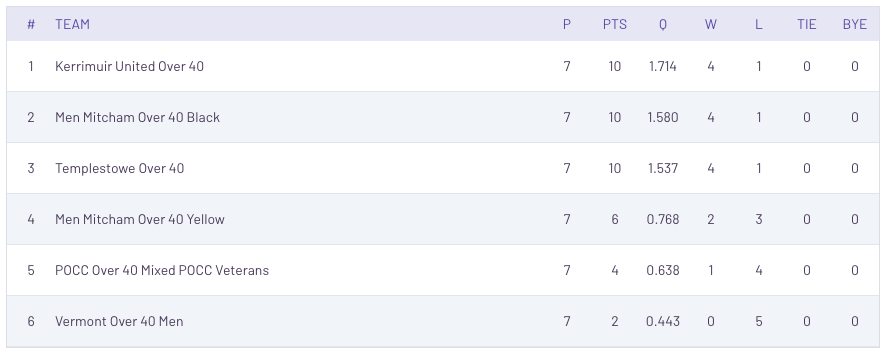 # TEAM P PTS Q W L TIE BYE
1 Kerrimuir United Over 40 7 10 1.714 4 1 0 0
2 Men Mitcham Over 40 Black 7 10 1.580 4 1 0 0
3 Templestowe Over 40 7 10 1.537 4 1 0 0
4 Men Mitcham Over 40 Yellow 7 6 0.768 2 3 0 0
5 POCC Over 40 Mixed POCC Veterans 7 4 0.638 1 4 0 0
6 Vermont Over 40 Men 7 2 0.443 0 5 0 0